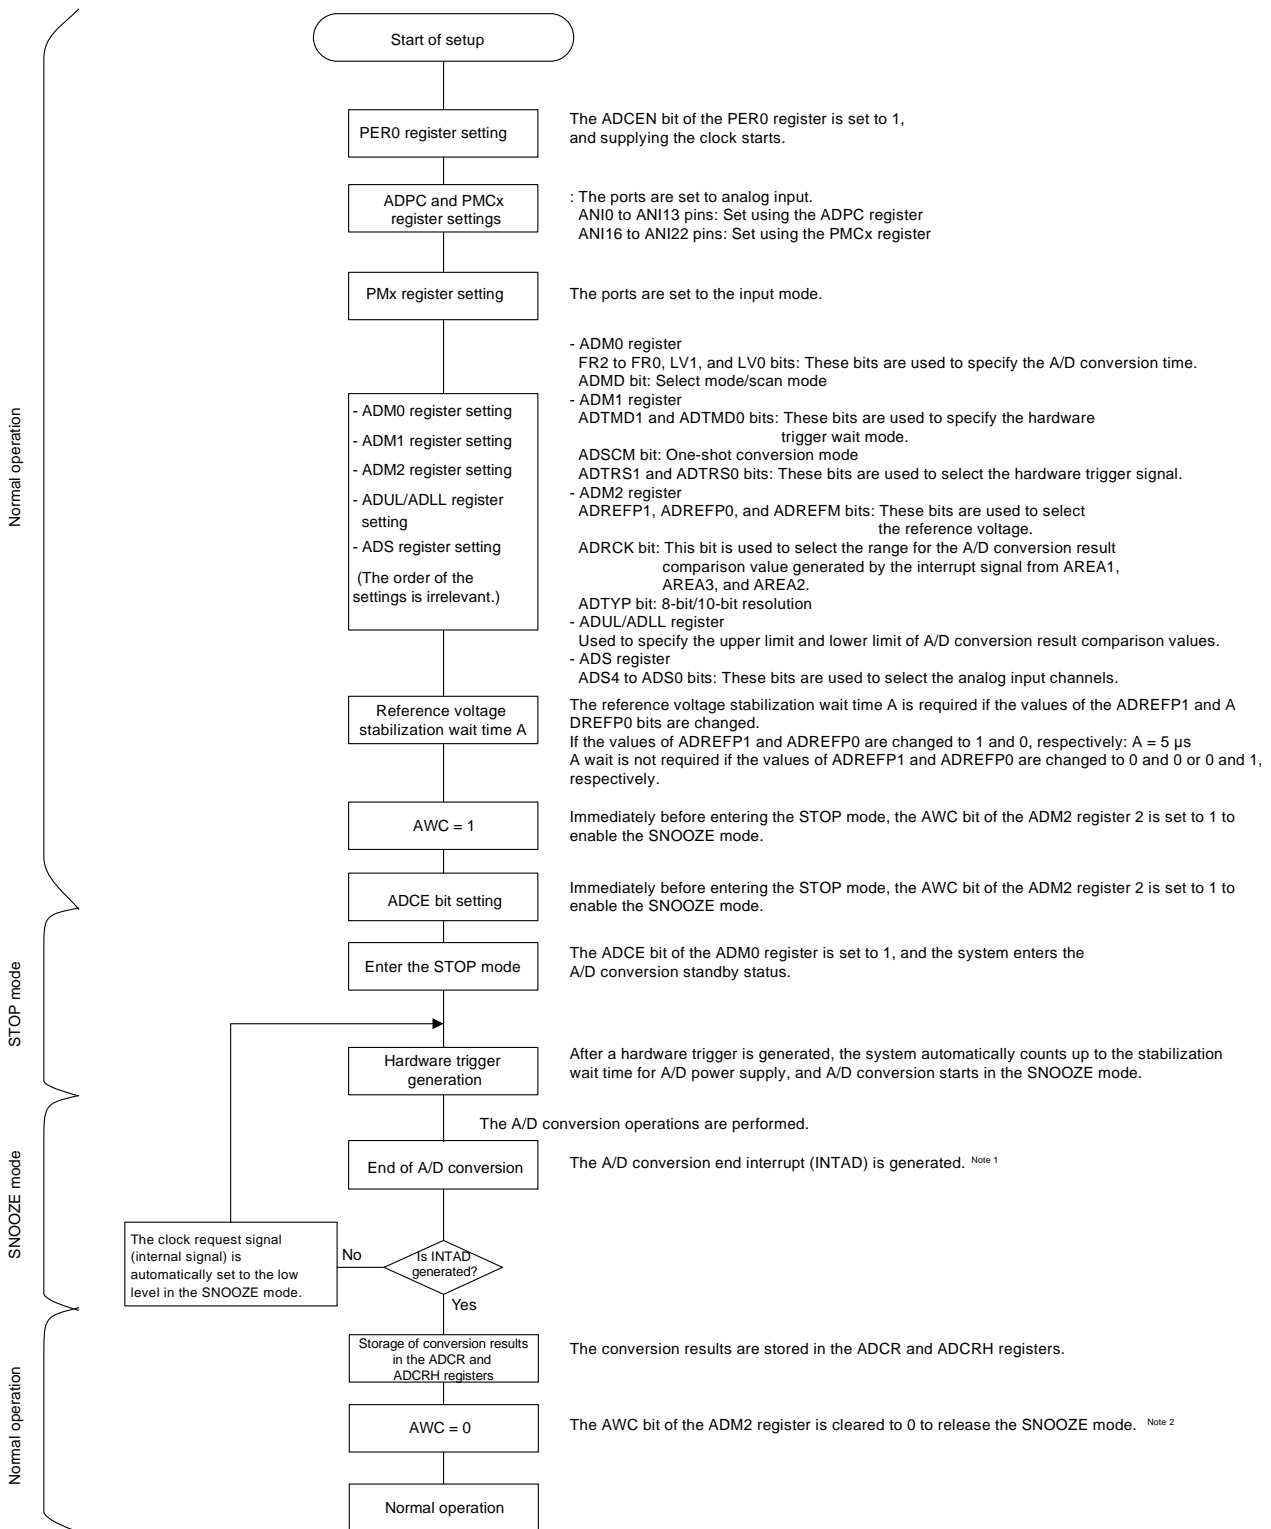 Start of setup
PER0 register setting
The ADCEN bit of the PER0 register is set to 1,
and supplying the clock starts.
ADPC and PMCx
register settings
: The ports are set to analog input.
ANI0 to ANI13 pins: Set using the ADPC register
ANI16 to ANI22 pins: Set using the PMCx register
PMx register setting
The ports are set to the input mode.
- ADM0 register setting
- ADM1 register setting
- ADM2 register setting
- ADUL/ADLL register
setting
- ADS register setting
(The order of the
settings is irrelevant.)
- ADM0 register
FR2 to FR0, LV1, and LV0 bits: These bits are used to specify the A/D conversion time.
ADMD bit: Select mode/scan mode
- ADM1 register
ADTMD1 and ADTMD0 bits: These bits are used to specify the hardware
trigger wait mode.
ADSCM bit: One-shot conversion mode
ADTRS1 and ADTRS0 bits: These bits are used to select the hardware trigger signal.
- ADM2 register
ADREFP1, ADREFP0, and ADREFM bits: These bits are used to select
the reference voltage.
ADRCK bit: This bit is used to select the range for the A/D conversion result
comparison value generated by the interrupt signal from AREA1,
AREA3, and AREA2.
ADTYP bit: 8-bit/10-bit resolution
- ADUL/ADLL register
Used to specify the upper limit and lower limit of A/D conversion result comparison values.
- ADS register
ADS4 to ADS0 bits: These bits are used to select the analog input channels.
Normal operation
Reference voltage
stabilization wait time A
The reference voltage stabilization wait time A is required if the values of the ADREFP1 and A
DREFP0 bits are changed.
If the values of ADREFP1 and ADREFP0 are changed to 1 and 0, respectively: A = 5 µs
A wait is not required if the values of ADREFP1 and ADREFP0 are changed to 0 and 0 or 0 and 1,
respectively.
AWC = 1
Immediately before entering the STOP mode, the AWC bit of the ADM2 register 2 is set to 1 to
enable the SNOOZE mode.
ADCE bit setting
Immediately before entering the STOP mode, the AWC bit of the ADM2 register 2 is set to 1 to
enable the SNOOZE mode.
Enter the STOP mode
The ADCE bit of the ADM0 register is set to 1, and the system enters the
A/D conversion standby status.
STOP mode
Hardware trigger
generation
After a hardware trigger is generated, the system automatically counts up to the stabilization
wait time for A/D power supply, and A/D conversion starts in the SNOOZE mode.
The A/D conversion operations are performed.
End of A/D conversion
The A/D conversion end interrupt (INTAD) is generated. Note 1
SNOOZE mode
The clock request signal
(internal signal) is
automatically set to the low
level in the SNOOZE mode.
No
Is INTAD
generated?
Yes
Storage of conversion results
in the ADCR and
ADCRH registers
The conversion results are stored in the ADCR and ADCRH registers.
Normal operation
AWC = 0
The AWC bit of the ADM2 register is cleared to 0 to release the SNOOZE mode. Note 2
Normal operation